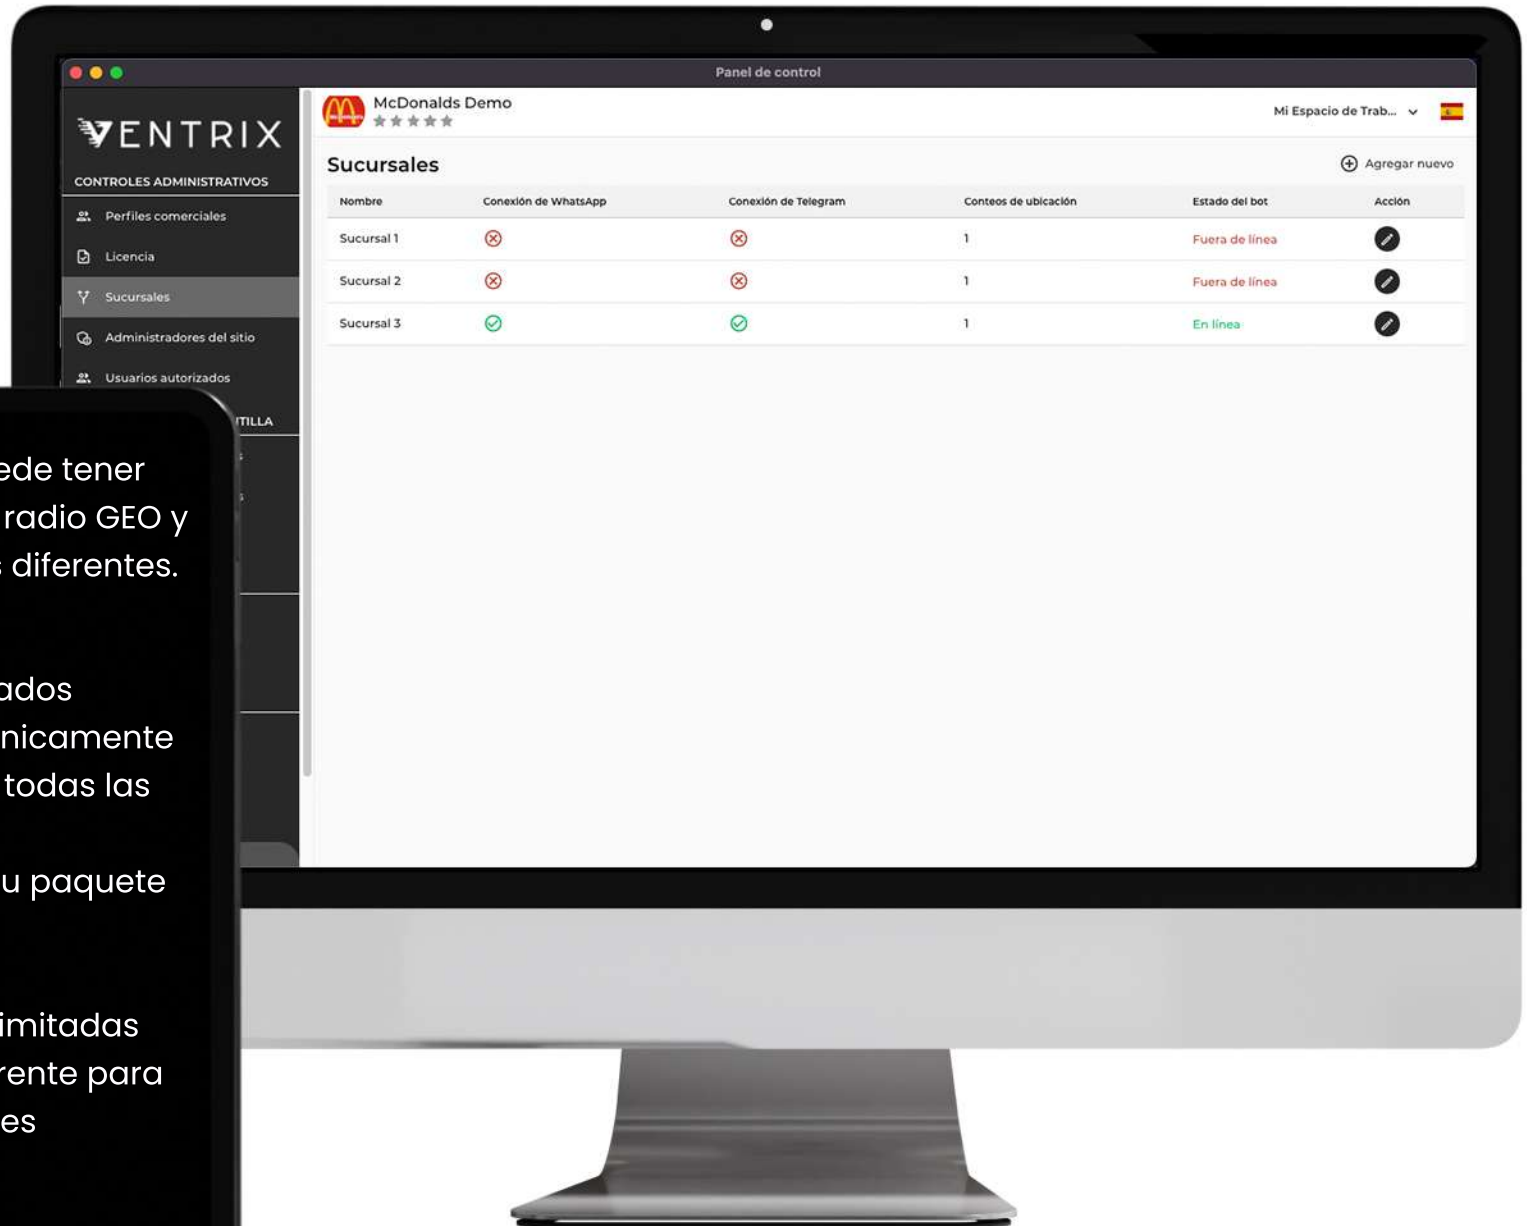 Panel de control
VENTRIX
McDonalds Demo
Mi Espacio de Trab...
Sucursales
Agregar nuevo
CONTROLES ADMINISTRATIVOS
Perfiles comerciales
Licencia
Sucursales
Administradores del sitio
Usuarios autorizados
TILLA
Nombre Conexión de WhatsApp Conexión de Telegram Conteos de ubicación Estado del bot Acción
Sucursal 1 1 Fuera de línea
Sucursal 2 1 Fuera de línea
Sucursal 3 1 En línea
ede tener
radio GEO y
s diferentes.
ados
nicamente
todas las
u paquete
imitadas
rente para
es